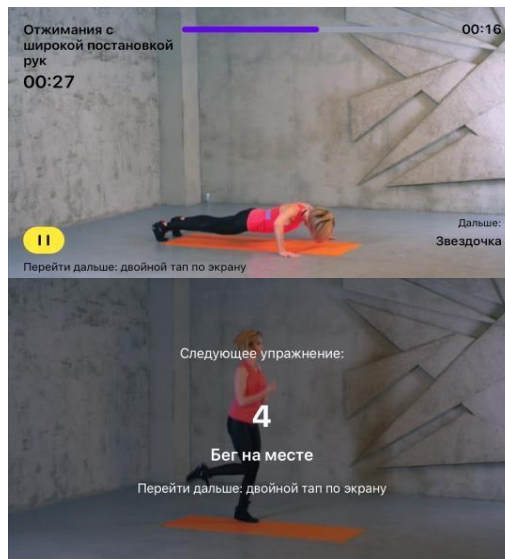 Отжимания с
широкой постановкой
рук
00:27
00:16
Дальше:
Звездочка
Перейти дальше: двойной тап по экрану
Следующее упражнение:
4
Бег на месте
Перейти дальше: двойной тап по экрану